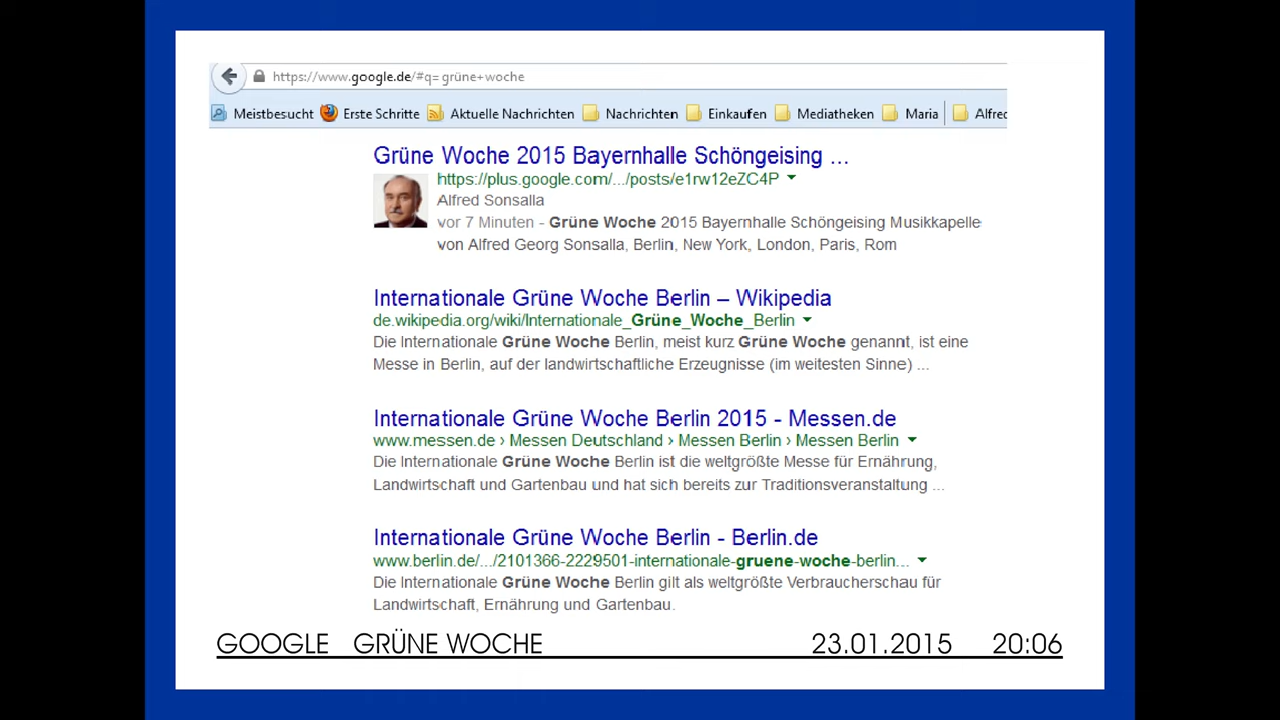 https://www.google.de/#q=grüne+woche
Meistbesucht Erste Schritte Aktuelle Nachrichten Nachrichten Einkaufen Mediatheken Maria Alfred
Grüne Woche 2015 Bayernhalle Schöngeising ...
https://plus.google.com/.../posts/e1rw12eZC4P
Alfred Sonsalla
vor 7 Minuten - Grüne Woche 2015 Bayernhalle Schöngeising Musikkapelle
von Alfred Georg Sonsalla, Berlin, New York, London, Paris, Rom
Internationale Grüne Woche Berlin – Wikipedia
de.wikipedia.org/wiki/Internationale_Grüne_Woche_Berlin
Die Internationale Grüne Woche Berlin, meist kurz Grüne Woche genannt, ist eine
Messe in Berlin, auf der landwirtschaftliche Erzeugnisse (im weitesten Sinne) ...
Internationale Grüne Woche Berlin 2015 - Messen.de
www.messen.de › Messen Deutschland › Messen Berlin › Messen Berlin
Die Internationale Grüne Woche Berlin ist die weltgrößte Messe für Ernährung,
Landwirtschaft und Gartenbau und hat sich bereits zur Traditionsveranstaltung ...
Internationale Grüne Woche Berlin - Berlin.de
www.berlin.de/.../2101366-2229501-internationale-gruene-woche-berlin...
Die Internationale Grüne Woche Berlin gilt als weltgrößte Verbraucherschau für
Landwirtschaft, Ernährung und Gartenbau.
GOOGLE GRÜNE WOCHE 23.01.2015 20:06